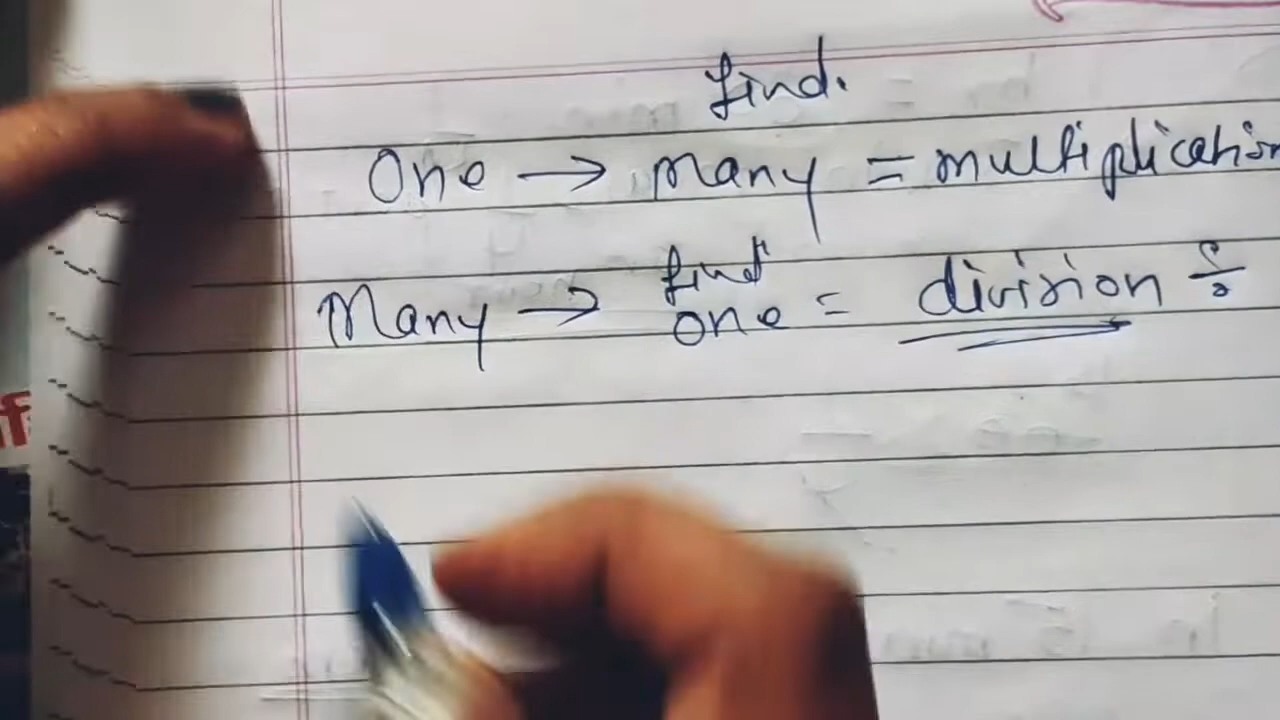 find.
One → many = multiplication
Many → find one = division ÷